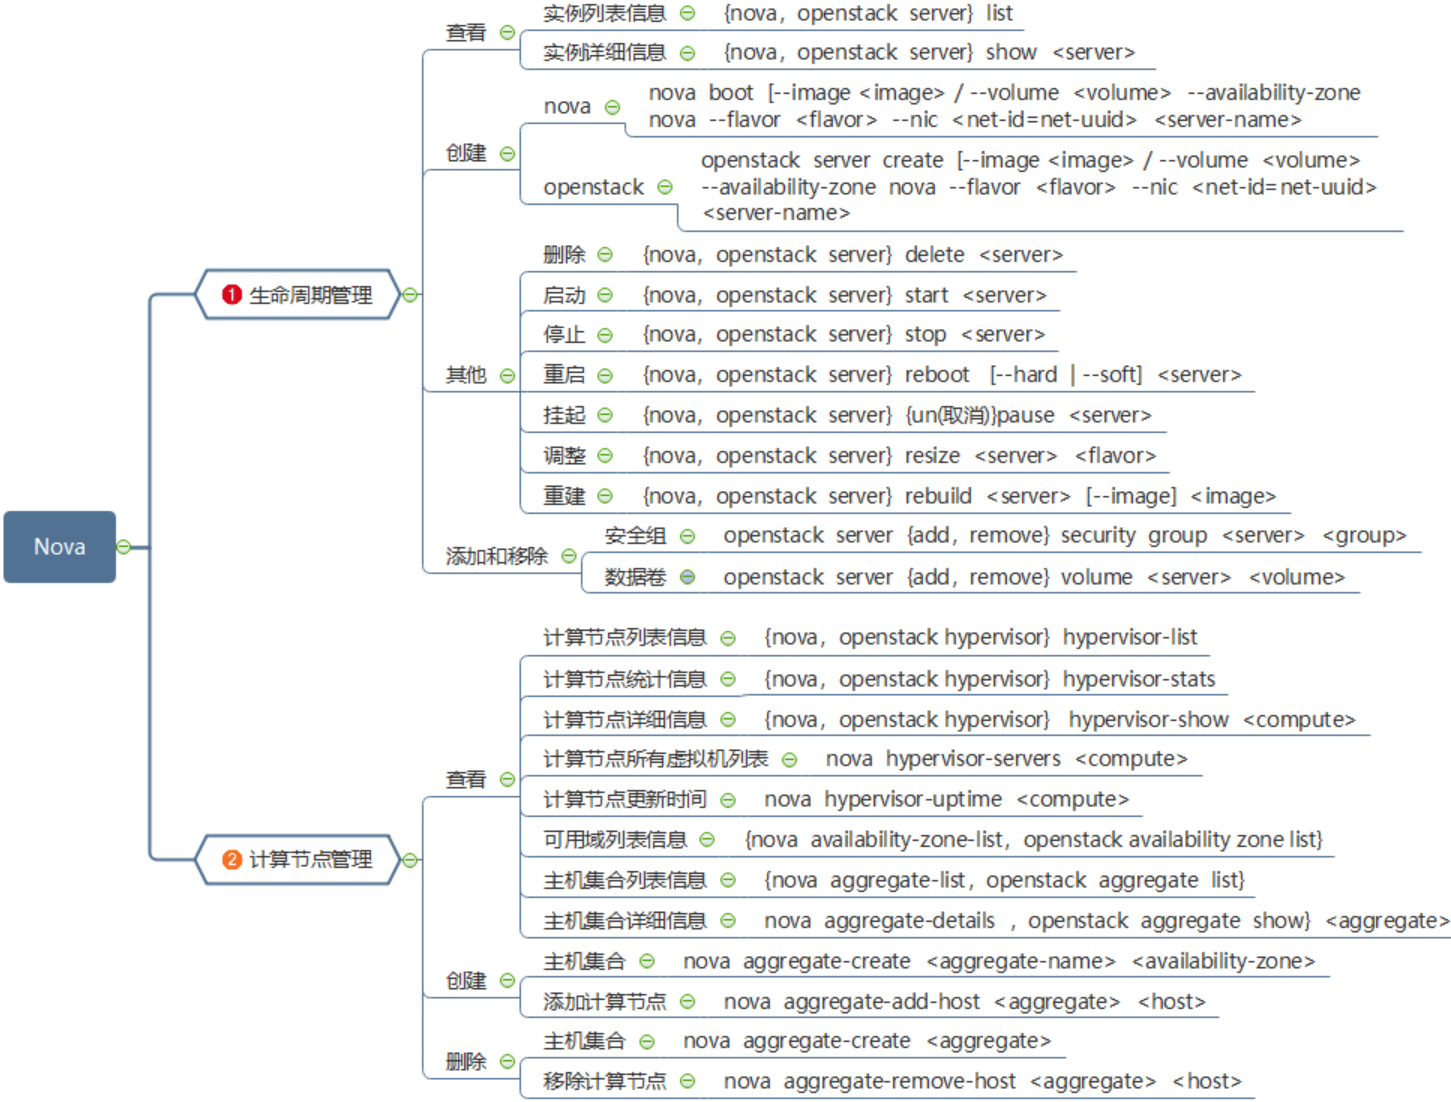 Nova
1 生命周期管理
查看
实例列表信息 {nova, openstack server} list
实例详细信息 {nova, openstack server} show <server>
创建
nova
nova boot [--image <image> / --volume <volume> --availability-zone
nova --flavor <flavor> --nic <net-id=net-uuid> <server-name>
openstack
openstack server create [--image <image> / --volume <volume>
--availability-zone nova --flavor <flavor> --nic <net-id=net-uuid>
<server-name>
其他
删除 {nova, openstack server} delete <server>
启动 {nova, openstack server} start <server>
停止 {nova, openstack server} stop <server>
重启 {nova, openstack server} reboot [--hard | --soft] <server>
挂起 {nova, openstack server} {un(取消)}pause <server>
调整 {nova, openstack server} resize <server> <flavor>
重建 {nova, openstack server} rebuild <server> [--image] <image>
添加和移除
安全组 openstack server {add, remove} security group <server> <group>
数据卷 openstack server {add, remove} volume <server> <volume>
2 计算节点管理
查看
计算节点列表信息 {nova, openstack hypervisor} hypervisor-list
计算节点统计信息 {nova, openstack hypervisor} hypervisor-stats
计算节点详细信息 {nova, openstack hypervisor} hypervisor-show <compute>
计算节点所有虚拟机列表 nova hypervisor-servers <compute>
计算节点更新时间 nova hypervisor-uptime <compute>
可用域列表信息 {nova availability-zone-list, openstack availability zone list}
主机集合列表信息 {nova aggregate-list, openstack aggregate list}
主机集合详细信息 nova aggregate-details , openstack aggregate show} <aggregate>
创建
主机集合 nova aggregate-create <aggregate-name> <availability-zone>
添加计算节点 nova aggregate-add-host <aggregate> <host>
删除
主机集合 nova aggregate-create <aggregate>
移除计算节点 nova aggregate-remove-host <aggregate> <host>